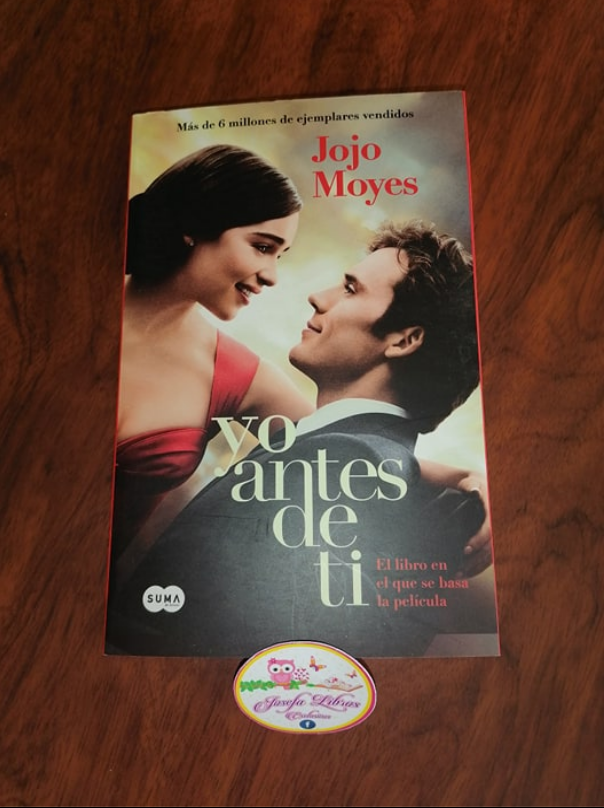 Más de 6 millones de ejemplares vendidos
Jojo
Moyes
yo
antes
de
ti
El libro en
el que se basa
la película
SUMA
Josefa Libros